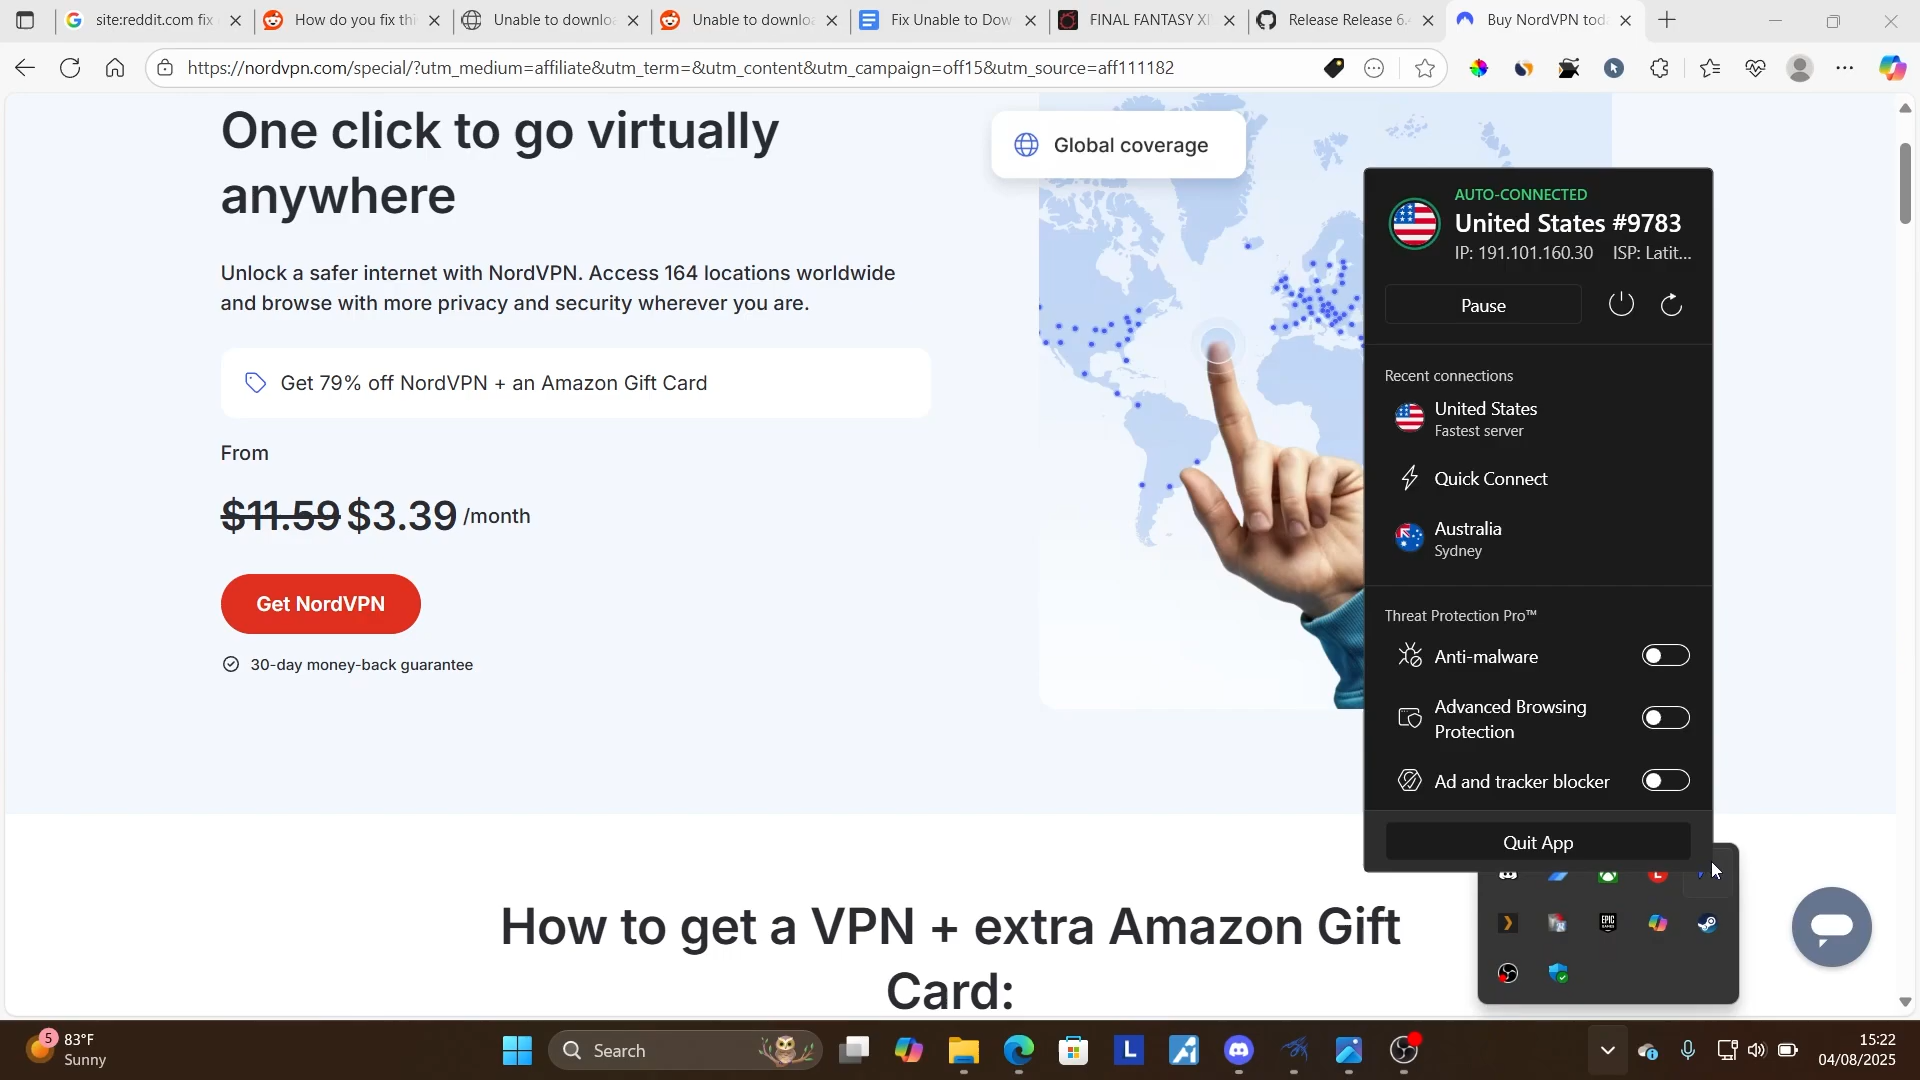 site:reddit.com fix
How do you fix thi
Unable to downlo
Unable to downlo
Fix Unable to Dow
FINAL FANTASY XI
Release Release 6.
Buy NordVPN tod
https://nordvpn.com/special/?utm_medium=affiliate&utm_term=&utm_content&utm_campaign=off15&utm_source=aff111182
One click to go virtually
anywhere
Unlock a safer internet with NordVPN. Access 164 locations worldwide
and browse with more privacy and security wherever you are.
Get 79% off NordVPN + an Amazon Gift Card
From
$11.59 $3.39 /month
Get NordVPN
30-day money-back guarantee
Global coverage
AUTO-CONNECTED
United States #9783
IP: 191.101.160.30 ISP: Latit...
Pause
Recent connections
United States
Fastest server
Quick Connect
Australia
Sydney
Threat Protection Pro™
Anti-malware
Advanced Browsing
Protection
Ad and tracker blocker
Quit App
How to get a VPN + extra Amazon Gift
Card:
EPIC
5
83°F
Sunny
Search
L
15:22
04/08/2025